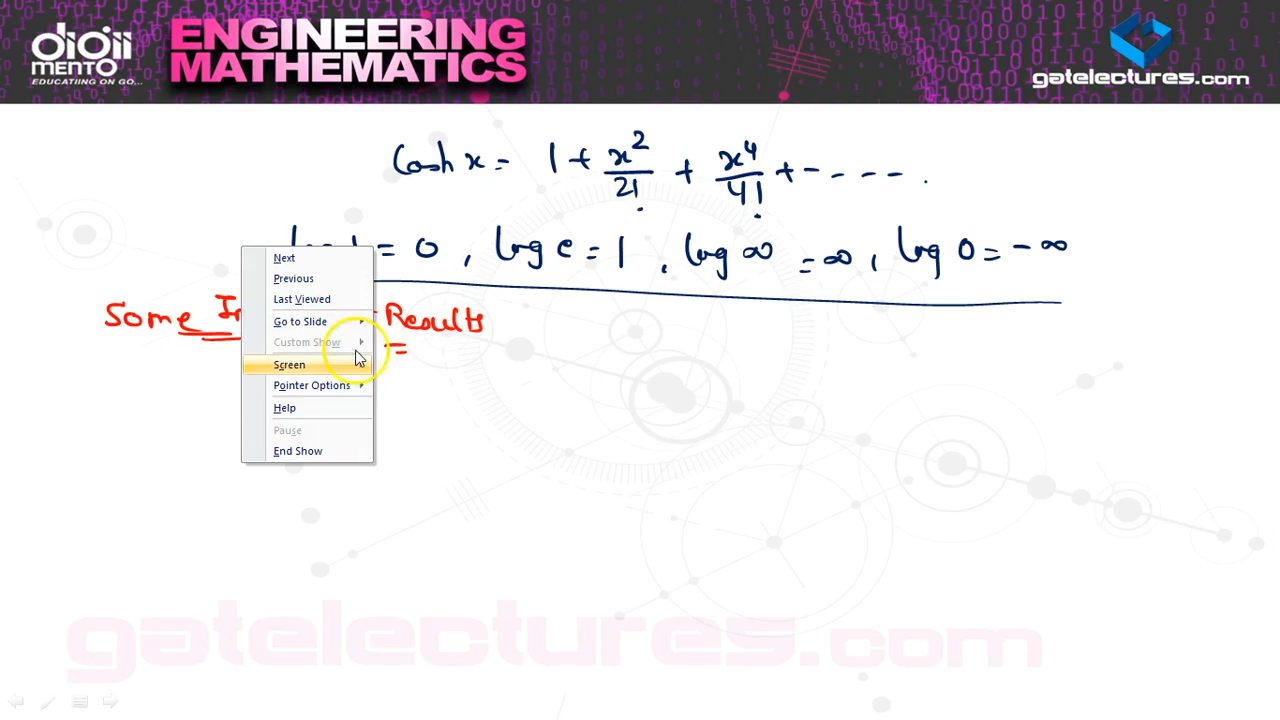 digii
MENTO
EDUCATIING ON GO...
ENGINEERING
MATHEMATICS
gatelectures.com
Cosh x = 1 + x²/2! + x⁴/4! + - - - - - .
= 0 , log e = 1 , log ∞ = ∞ , log 0 = - ∞
Some Results
Next
Previous
Last Viewed
Go to Slide
Custom Show
Screen
Pointer Options
Help
Pause
End Show
gatelectures.com